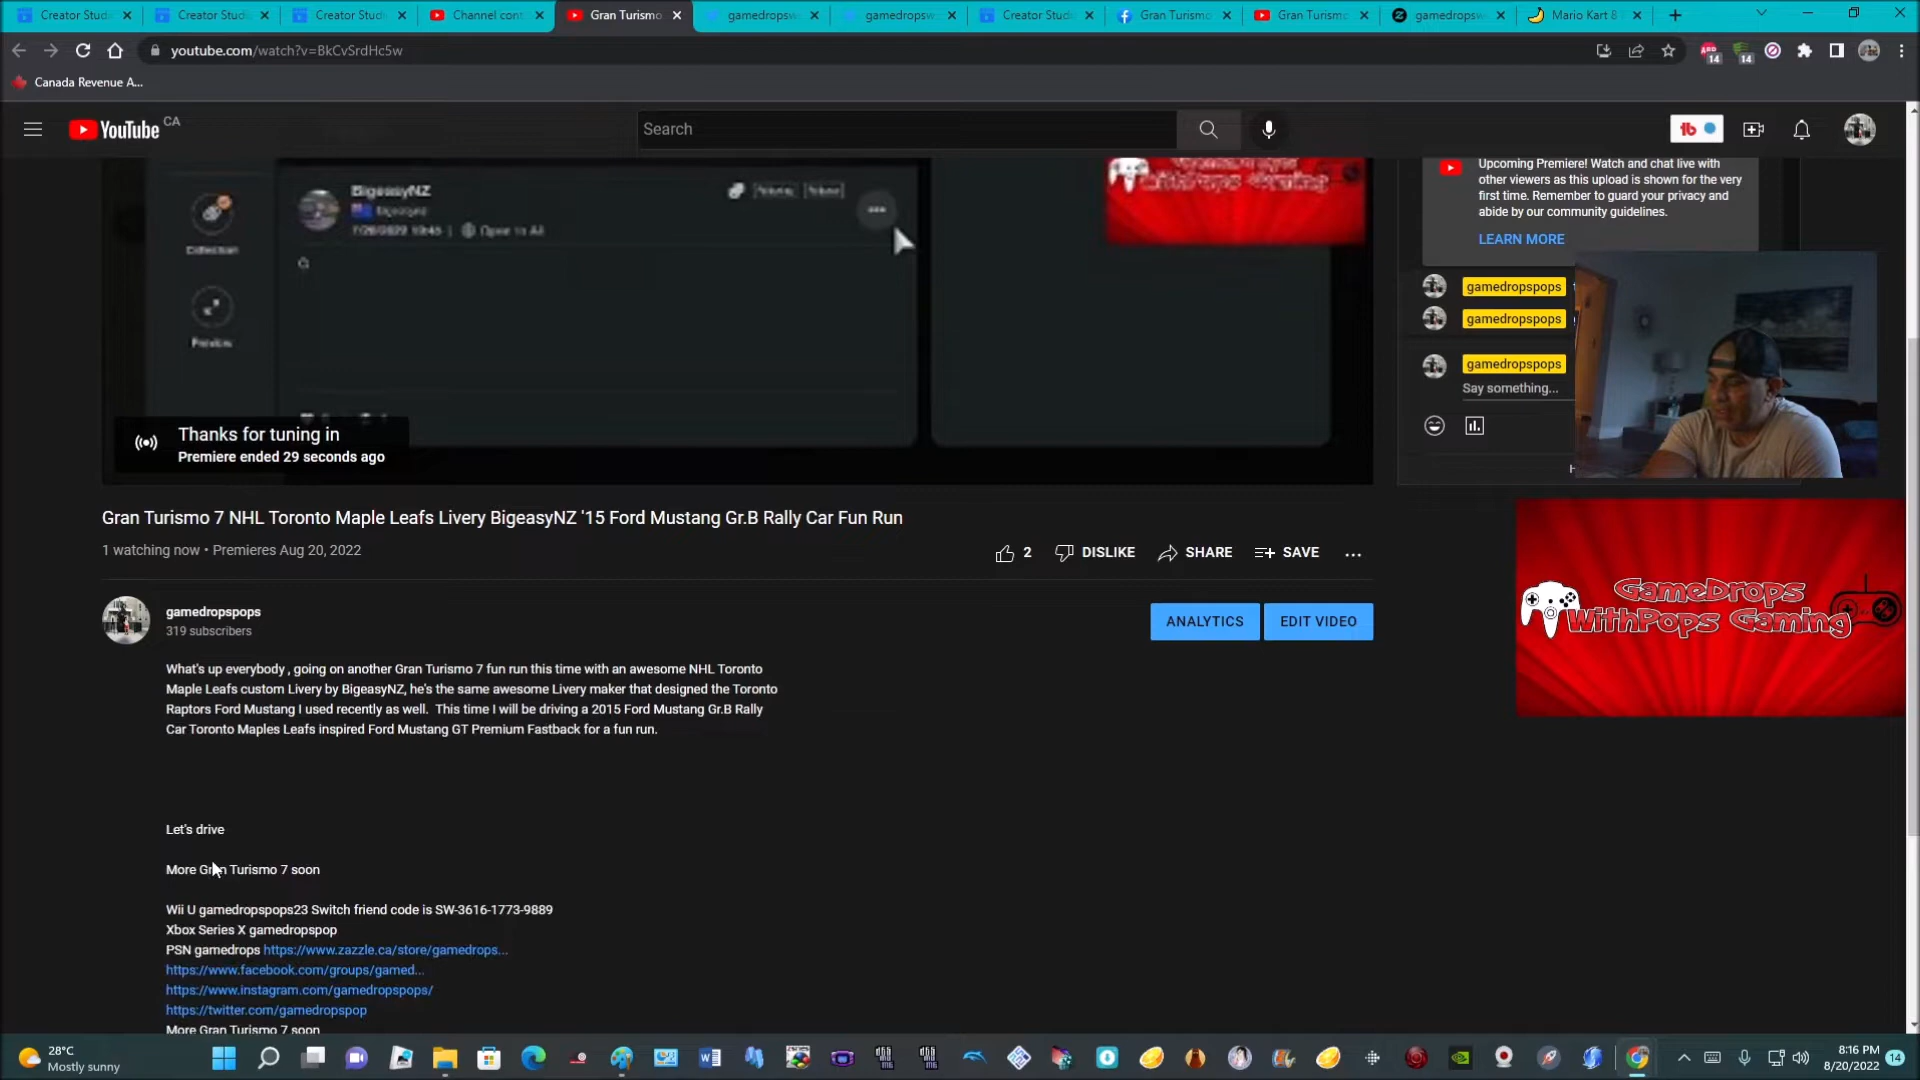 Creator Studi
Creator Studi
Creator Studi
Channel cont
Gran Turismo
gamedropsw
gamedropsw
Creator Studi
Gran Turismo
Gran Turismo
gamedropsw
Mario Kart 8
youtube.com/watch?v=BkCvSrdHc5w
14
14
Canada Revenue A...
YouTube CA
Search
BigeasyNZ
Open to All
Collection
Upcoming Premiere! Watch and chat live with
other viewers as this upload is shown for the very
first time. Remember to guard your privacy and
abide by our community guidelines.
LEARN MORE
gamedropspops
gamedropspops
gamedropspops
Say something...
Thanks for tuning in
Premiere ended 29 seconds ago
Gran Turismo 7 NHL Toronto Maple Leafs Livery BigeasyNZ '15 Ford Mustang Gr.B Rally Car Fun Run
1 watching now • Premieres Aug 20, 2022
2
DISLIKE
SHARE
SAVE
...
gamedropspops
319 subscribers
ANALYTICS
EDIT VIDEO
GameDrops
WithPops Gaming
What's up everybody , going on another Gran Turismo 7 fun run this time with an awesome NHL Toronto
Maple Leafs custom Livery by BigeasyNZ, he's the same awesome Livery maker that designed the Toronto
Raptors Ford Mustang I used recently as well. This time I will be driving a 2015 Ford Mustang Gr.B Rally
Car Toronto Maples Leafs inspired Ford Mustang GT Premium Fastback for a fun run.
Let's drive
More Gran Turismo 7 soon
Wii U gamedropspops23 Switch friend code is SW-3616-1773-9889
Xbox Series X gamedropspop
PSN gamedrops https://www.zazzle.ca/store/gamedrops...
https://www.facebook.com/groups/gamed...
https://www.instagram.com/gamedropspops/
https://twitter.com/gamedropspop
More Gran Turismo 7 soon
28°C
Mostly sunny
8:16 PM
8/20/2022
14